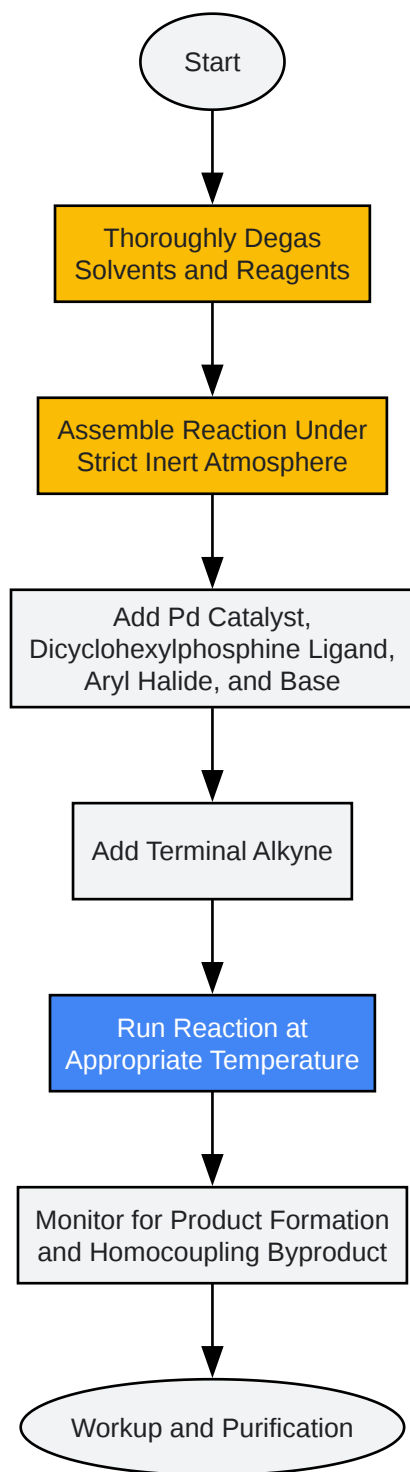 Start
Thoroughly Degas
Solvents and Reagents
Assemble Reaction Under
Strict Inert Atmosphere
Add Pd Catalyst,
Dicyclohexylphosphine Ligand,
Aryl Halide, and Base
Add Terminal Alkyne
Run Reaction at
Appropriate Temperature
Monitor for Product Formation
and Homocoupling Byproduct
Workup and Purification